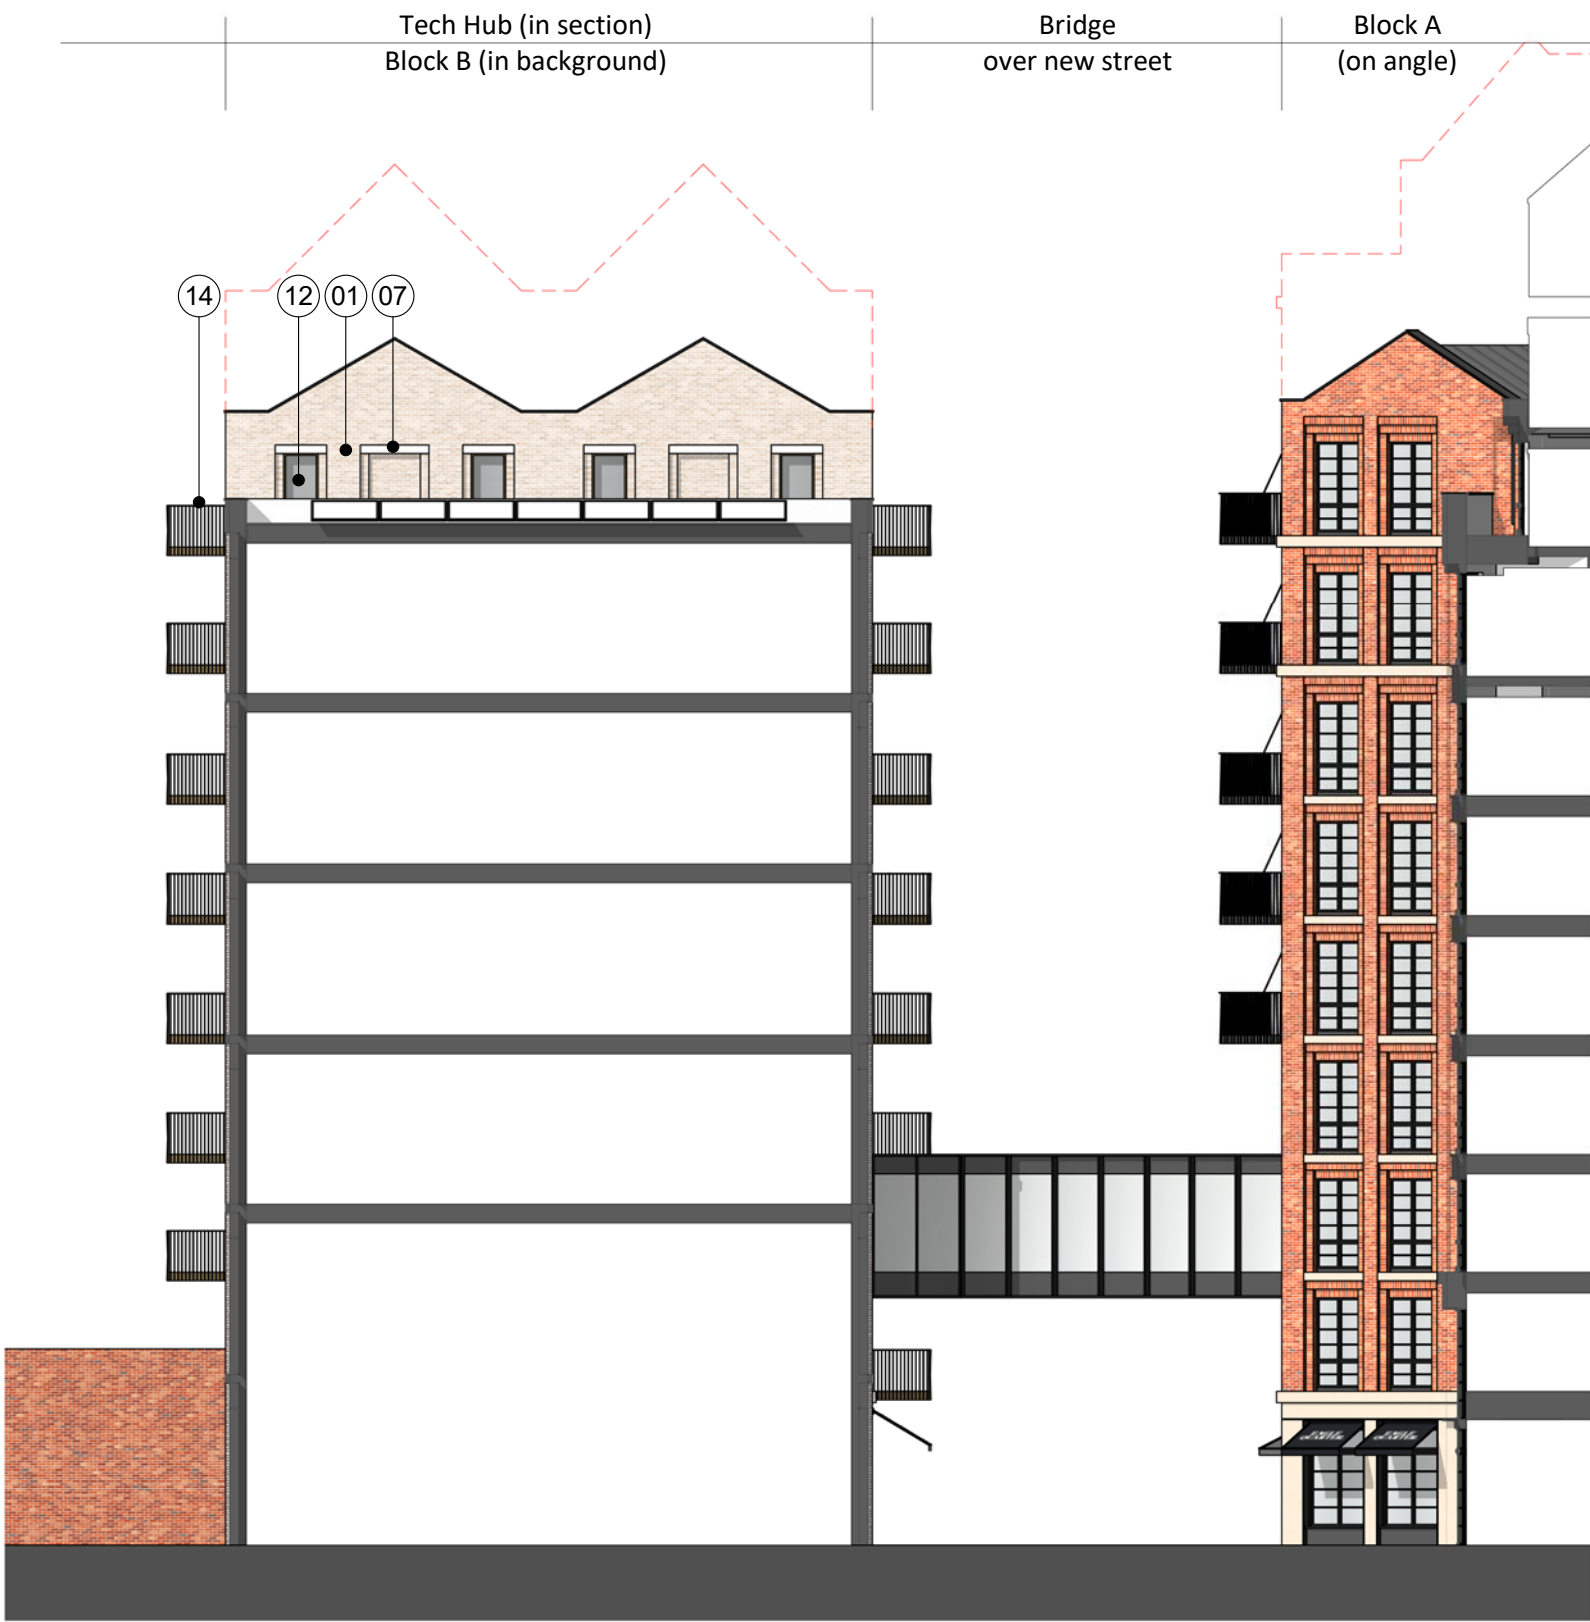 Tech Hub (in section)
Block B (in background)
Bridge
over new street
Block A
(on angle)
14
12
01
07